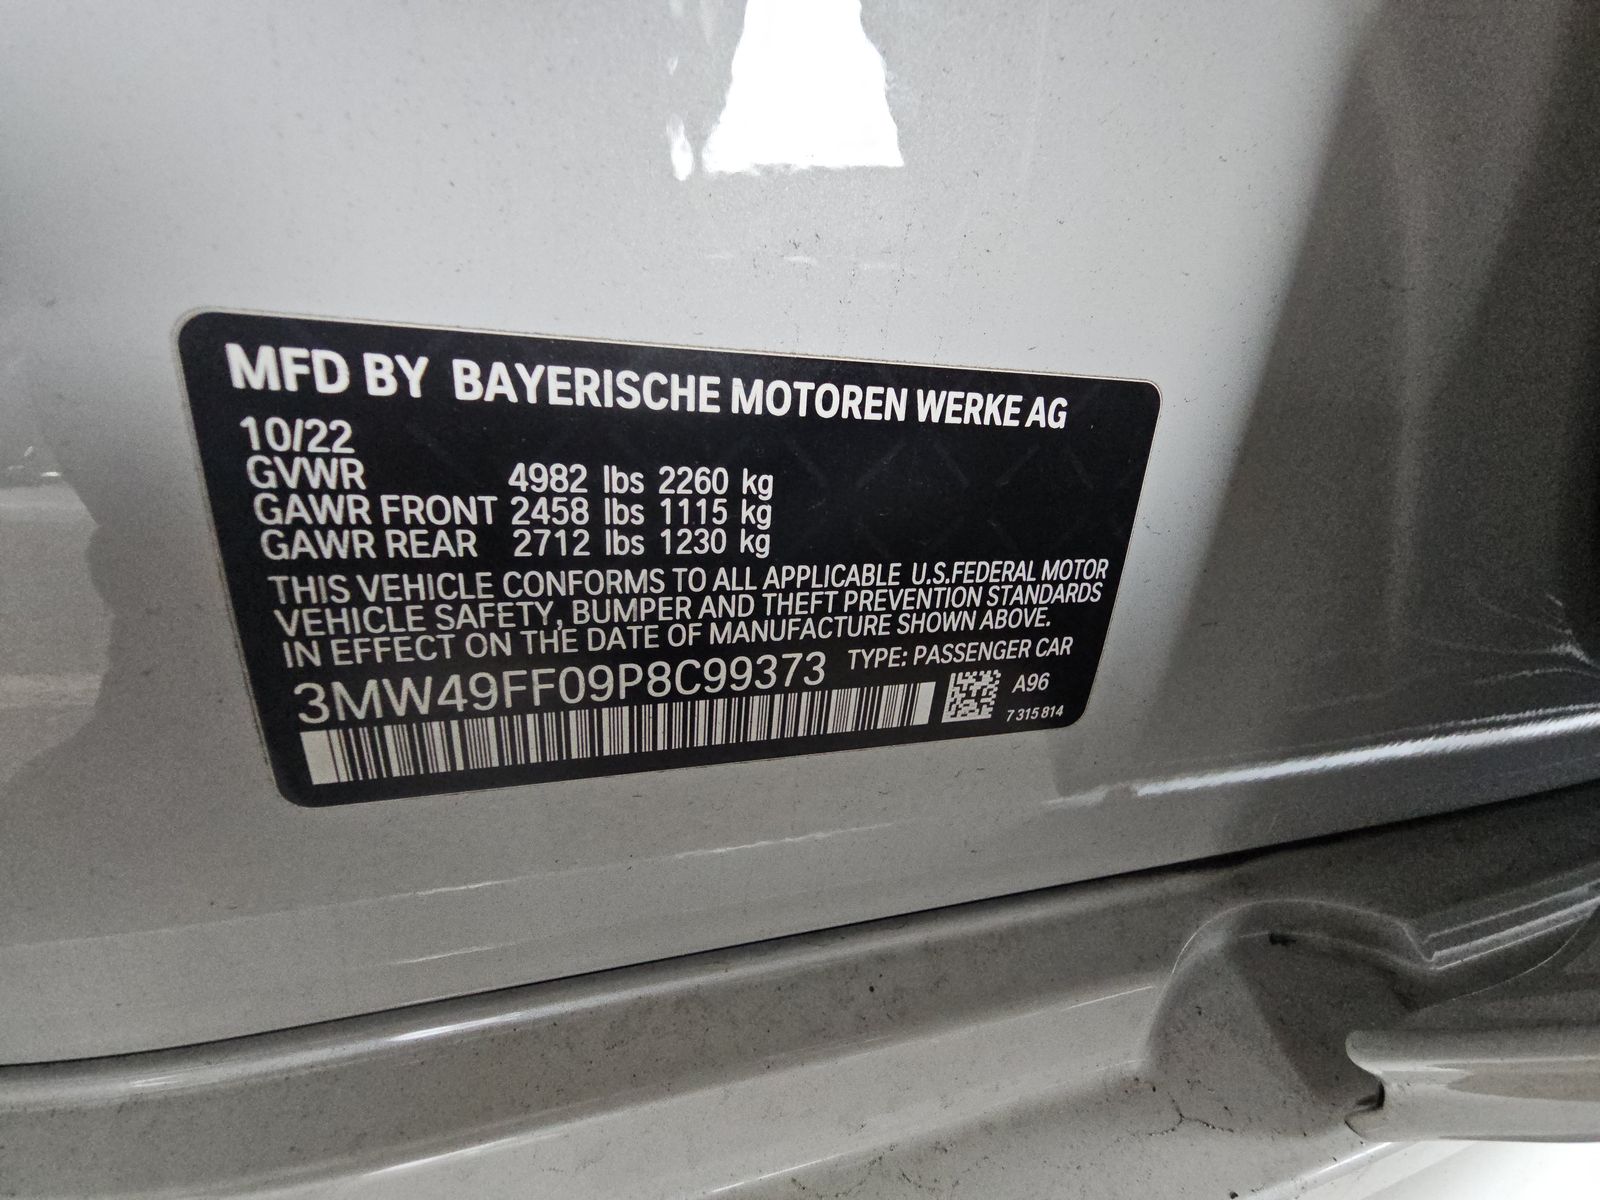 MFD BY BAYERISCHE MOTOREN WERKE AG
10/22
GVWR 4982 lbs 2260 kg
GAWR FRONT 2458 lbs 1115 kg
GAWR REAR 2712 lbs 1230 kg
THIS VEHICLE CONFORMS TO ALL APPLICABLE U.S.FEDERAL MOTOR
VEHICLE SAFETY, BUMPER AND THEFT PREVENTION STANDARDS
IN EFFECT ON THE DATE OF MANUFACTURE SHOWN ABOVE.
3MW49FF09P8C99373 TYPE: PASSENGER CAR
A96
7 315 814